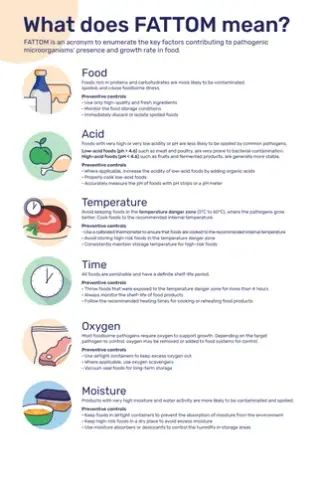 What does FATTOM mean?
FATTOM is an acronym to enumerate the key factors contributing to pathogenic
microorganisms' presence and growth rate in food.
Food
Foods rich in proteins and carbohydrates are more likely to be contaminated,
spoiled, and cause foodborne illness.
Preventive controls
• Use only high-quality and fresh ingredients
• Monitor the food storage conditions
• Immediately discard or isolate spoiled foods
Acid
Foods with very high or very low acidity or pH are less likely to be spoiled by common pathogens.
Low-acid foods (pH > 4.6) such as meat and poultry, are very prone to bacterial contamination.
High-acid foods (pH < 4.6) such as fruits and fermented products, are generally more stable.
Preventive controls
• Where applicable, increase the acidity of low-acid foods by adding organic acids
• Properly cook low-acid foods
• Accurately measure the pH of foods with pH strips or a pH meter
Temperature
Avoid keeping foods in the temperature danger zone (5°C to 60°C), where the pathogens grow
better. Cook foods to the recommended internal temperature.
Preventive controls
• Use a calibrated thermometer to ensure that foods are cooked to the recommended internal temperature
• Avoid storing high-risk foods in the temperature danger zone
• Consistently monitor storage temperature for high-risk foods
Time
All foods are perishable and have a definite shelf-life period.
Preventive controls
• Throw foods that were exposed to the temperature danger zone for more than 4 hours
• Always monitor the shelf-life of food products
• Follow the recommended heating times for cooking or reheating food products.
Oxygen
Most foodborne pathogens require oxygen to support growth. Depending on the target
pathogen to control, oxygen may be removed or added to food systems for control.
Preventive controls
• Use airtight containers to keep excess oxygen out
• Where applicable, use oxygen scavengers
• Vacuum seal foods for long-term storage
Moisture
Products with very high moisture and water activity are more likely to be contaminated and spoiled.
Preventive controls
• Keep foods in airtight containers to prevent the absorption of moisture from the environment
• Keep high-risk foods in a dry place to avoid excess moisture
• Use moisture absorbers or desiccants to control the humidity in storage areas